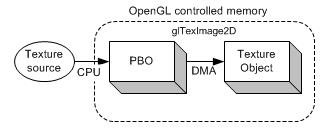 OpenGL controlled memory
glTexImage2D
Texture
source
CPU
PBO
DMA
Texture
Object